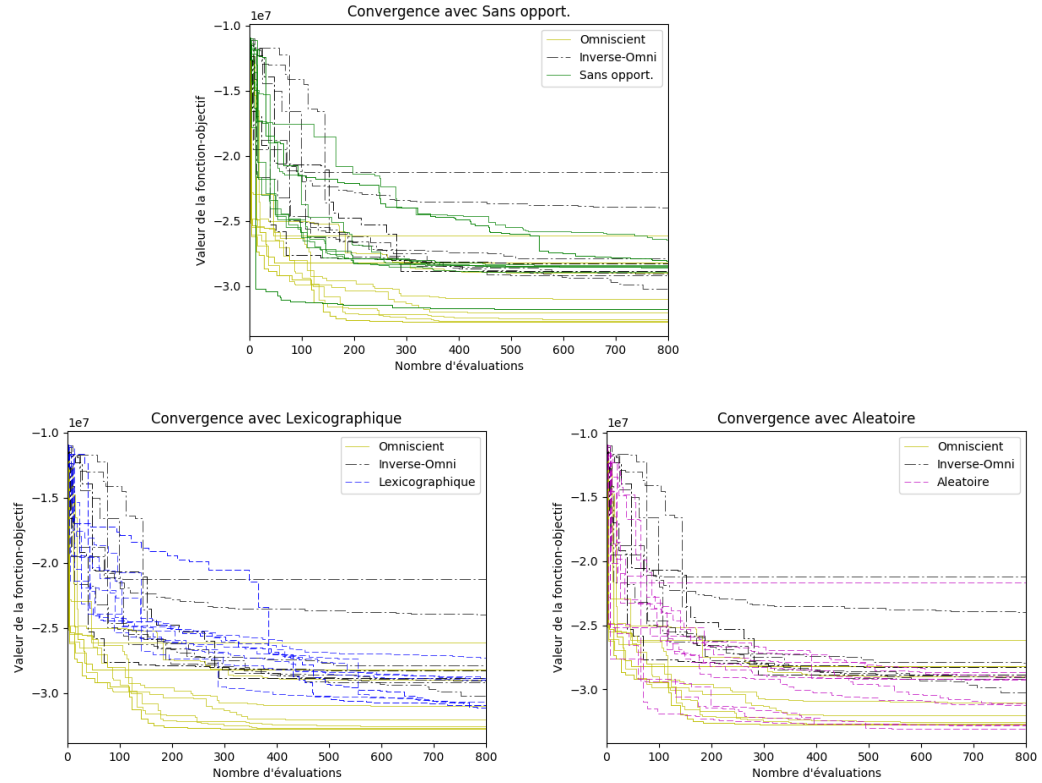 Convergence avec Sans opport.
1e7
Omniscient
Inverse-Omni
Sans opport.
−1.0
−1.5
−2.0
−2.5
−3.0
Valeur de la fonction-objectif
0 100 200 300 400 500 600 700 800
Nombre d'évaluations
Convergence avec Lexicographique
1e7
Omniscient
Inverse-Omni
Lexicographique
−1.0
−1.5
−2.0
−2.5
−3.0
Valeur de la fonction-objectif
0 100 200 300 400 500 600 700 800
Nombre d'évaluations
Convergence avec Aleatoire
1e7
Omniscient
Inverse-Omni
Aleatoire
−1.0
−1.5
−2.0
−2.5
−3.0
Valeur de la fonction-objectif
0 100 200 300 400 500 600 700 800
Nombre d'évaluations